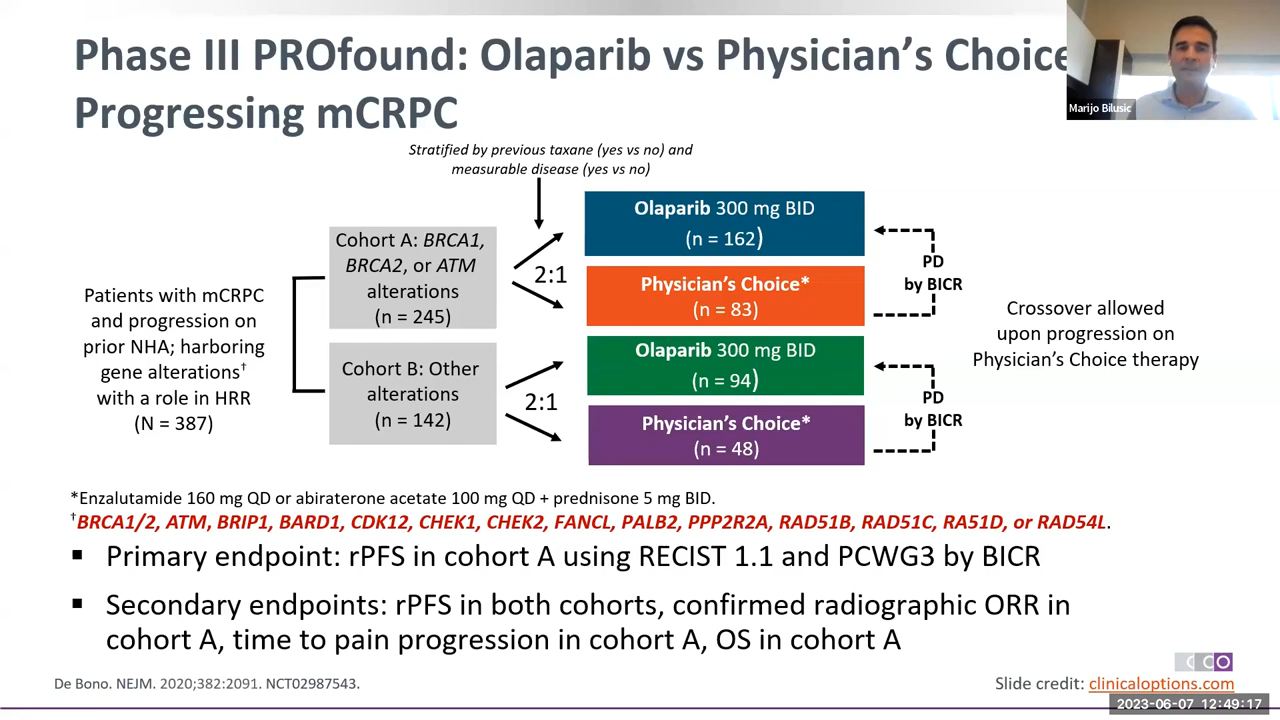 Phase III PROfound: Olaparib vs Physician's Choice
Progressing mCRPC
Marijo Bilusic
Stratified by previous taxane (yes vs no) and
measurable disease (yes vs no)
Patients with mCRPC
and progression on
prior NHA; harboring
gene alterations†
with a role in HRR
(N = 387)
Cohort A: BRCA1,
BRCA2, or ATM
alterations
(n = 245)
Cohort B: Other
alterations
(n = 142)
2:1
2:1
Olaparib 300 mg BID
(n = 162)
Physician's Choice*
(n = 83)
Olaparib 300 mg BID
(n = 94)
Physician's Choice*
(n = 48)
PD
by BICR
PD
by BICR
Crossover allowed
upon progression on
Physician's Choice therapy
*Enzalutamide 160 mg QD or abiraterone acetate 100 mg QD + prednisone 5 mg BID.
†BRCA1/2, ATM, BRIP1, BARD1, CDK12, CHEK1, CHEK2, FANCL, PALB2, PPP2R2A, RAD51B, RAD51C, RA51D, or RAD54L.
▪ Primary endpoint: rPFS in cohort A using RECIST 1.1 and PCWG3 by BICR
▪ Secondary endpoints: rPFS in both cohorts, confirmed radiographic ORR in
cohort A, time to pain progression in cohort A, OS in cohort A
CCO
De Bono. NEJM. 2020;382:2091. NCT02987543.
Slide credit: clinicaloptions.com
2023-06-07 12:49:17